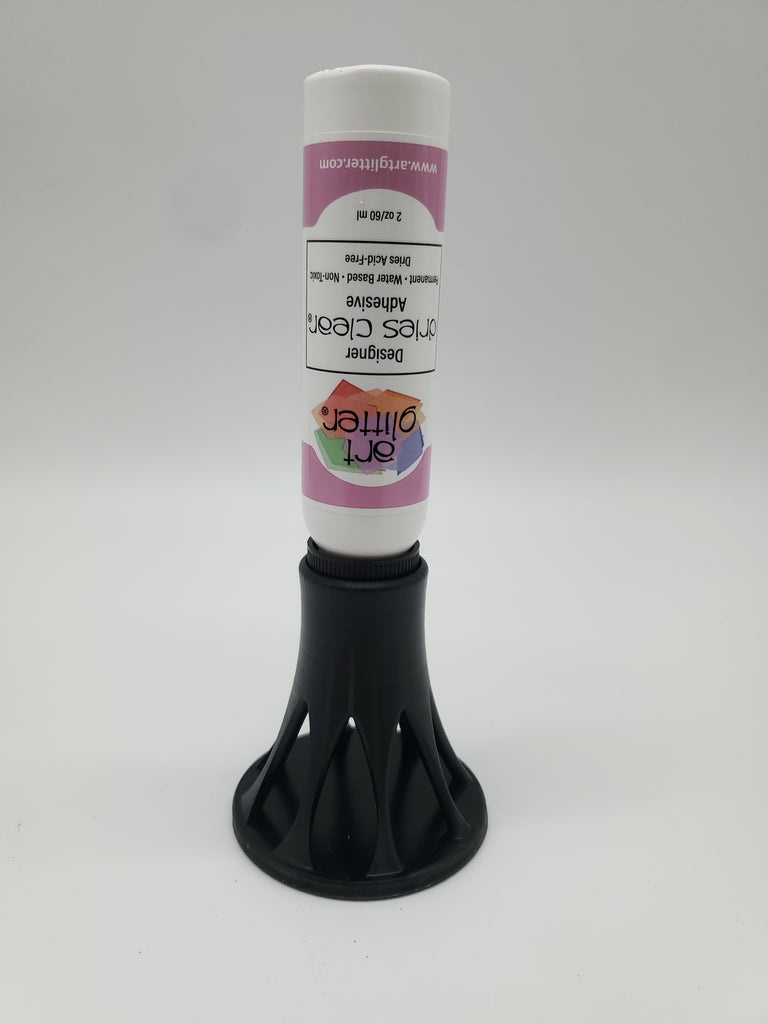 art
glitter®
Designer
dries clear®
Adhesive
Permanent • Water Based • Non-Toxic
Dries Acid-Free
2 oz/60 ml
www.artglitter.com